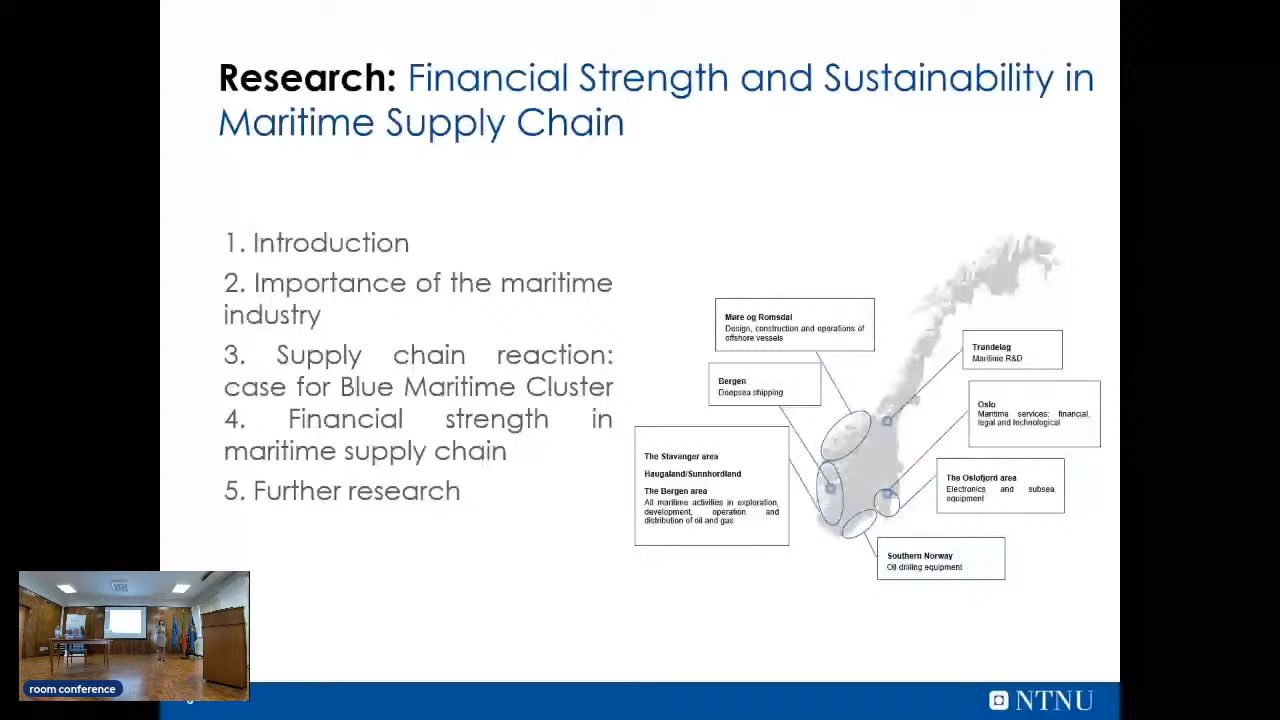 Research: Financial Strength and Sustainability in
Maritime Supply Chain
1. Introduction
2. Importance of the maritime
industry
3. Supply chain reaction:
case for Blue Maritime Cluster
4. Financial strength in
maritime supply chain
5. Further research
Møre og Romsdal
Design, construction and operations of
offshore vessels
Bergen
Deepsea shipping
The Stavanger area
Haugaland/Sunnhordland
The Bergen area
All maritime activities in exploration,
development, operation and
distribution of oil and gas
Trøndelag
Maritime R&D
Oslo
Maritime services: financial,
legal and technological
The Oslofjord area
Electronics and subsea
equipment
Southern Norway
Oil drilling equipment
room conference
NTNU